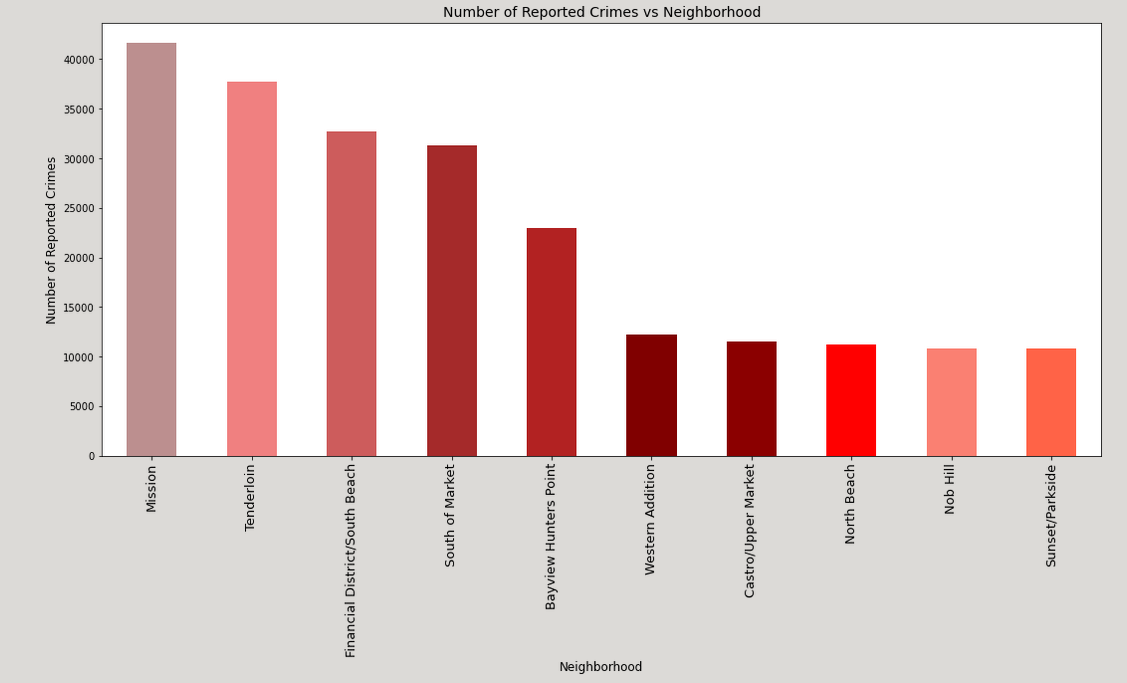 Number of Reported Crimes vs Neighborhood
Number of Reported Crimes
40000
35000
30000
25000
20000
15000
10000
5000
0
Mission
Tenderloin
Financial District/South Beach
South of Market
Bayview Hunters Point
Western Addition
Castro/Upper Market
North Beach
Nob Hill
Sunset/Parkside
Neighborhood